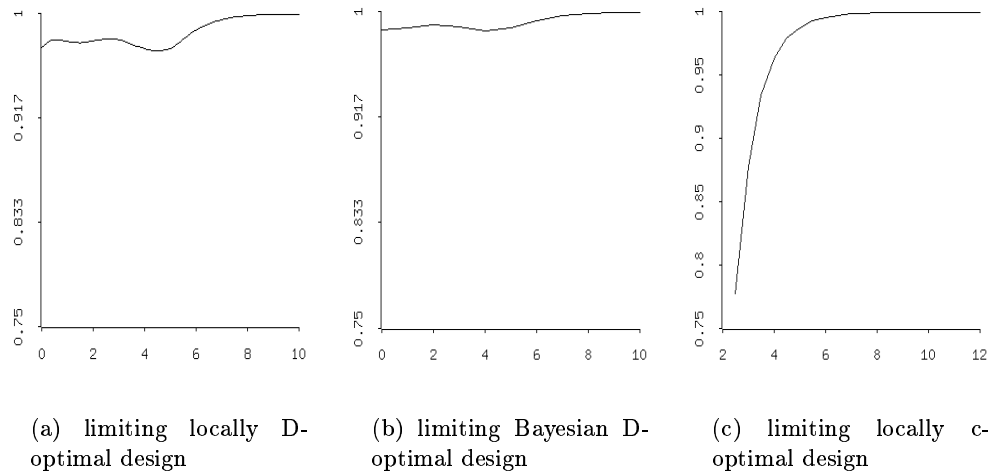 1
0.917
0.833
0.75
0 2 4 6 8 10
1
0.917
0.833
0.75
0 2 4 6 8 10
1
0.95
0.9
0.85
0.8
0.75
2 4 6 8 10 12
(a) limiting locally D-
optimal design
(b) limiting Bayesian D-
optimal design
(c) limiting locally c-
optimal design